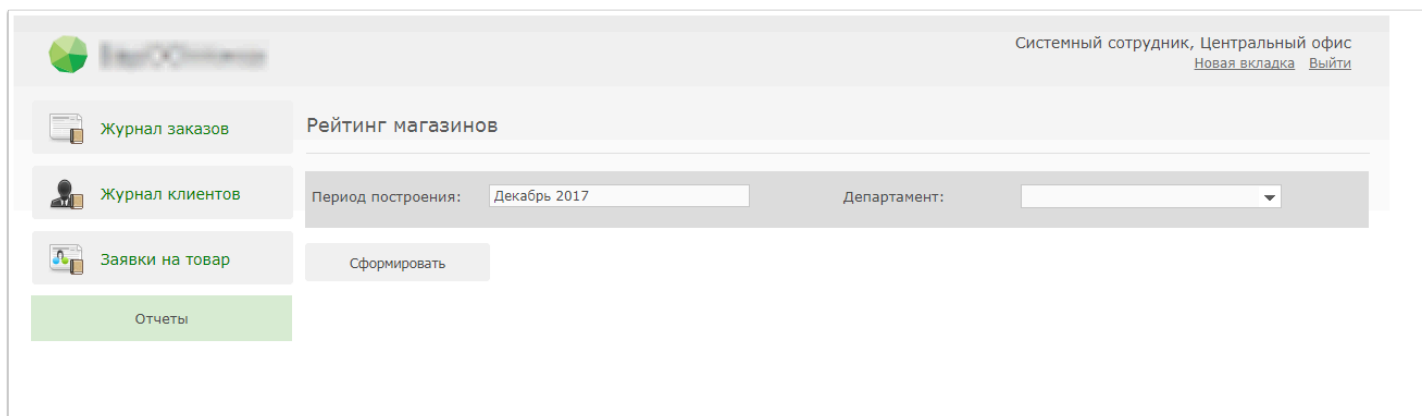 Системный сотрудник, Центральный офис
Новая вкладка Выйти
Журнал заказов
Журнал клиентов
Заявки на товар
Отчеты
Рейтинг магазинов
Период построения: Декабрь 2017 Департамент:
Сформировать